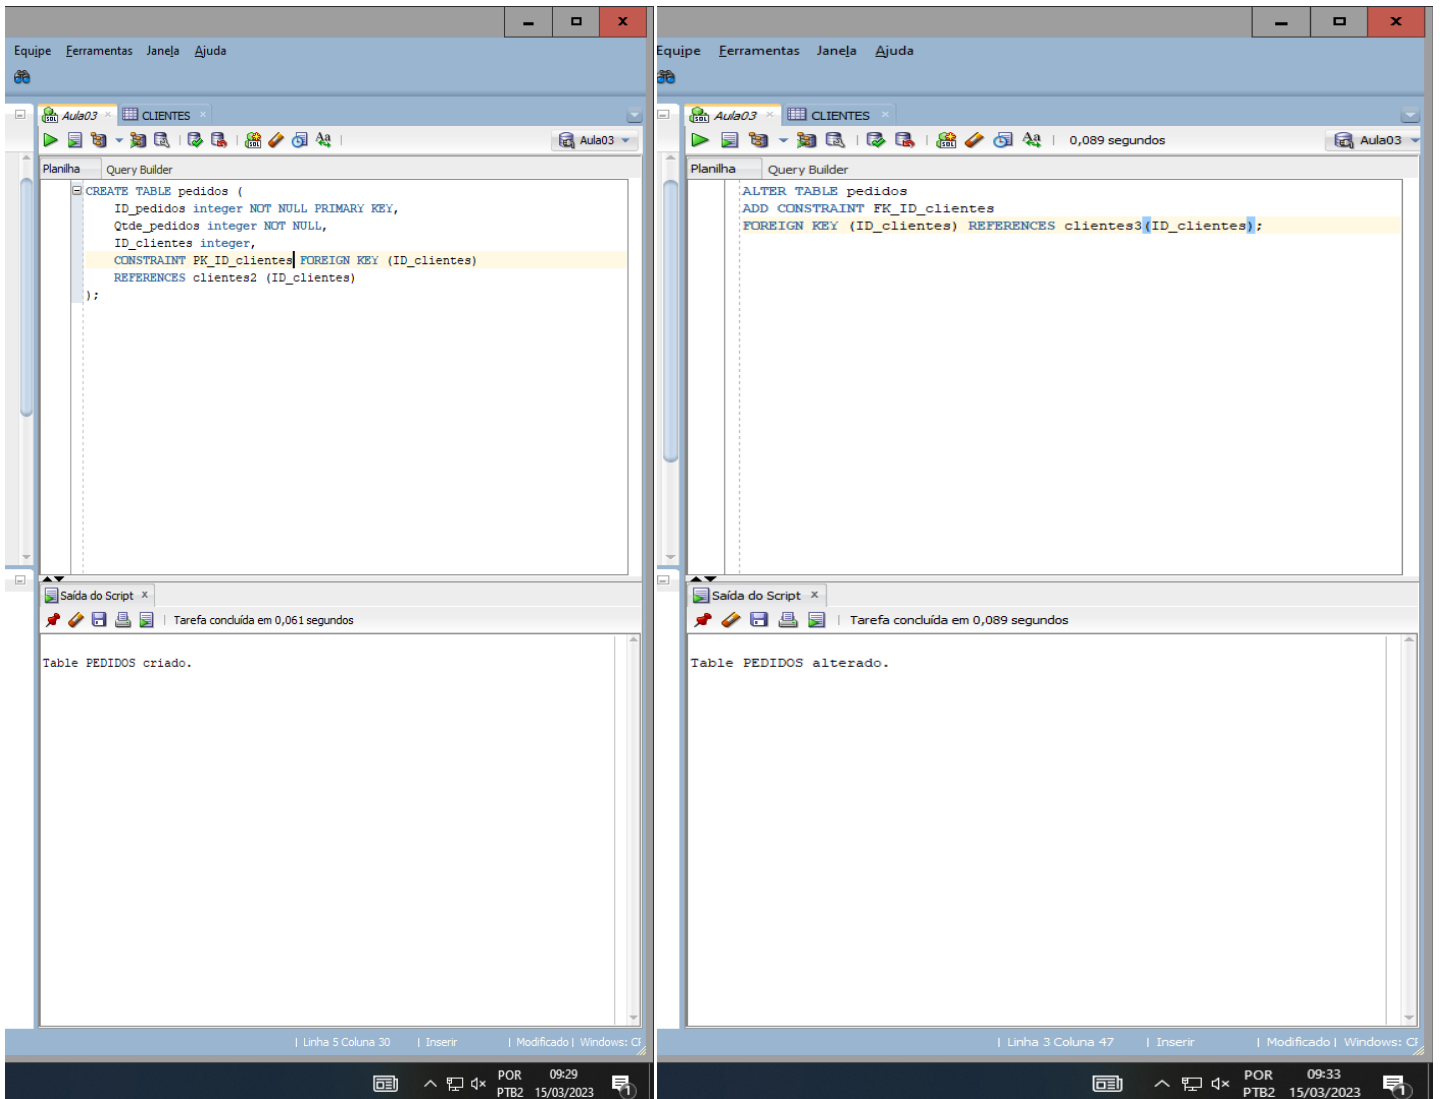 Equipe Ferramentas Janela Ajuda
Aula03 CLIENTES
Aula03
Planilha Query Builder
CREATE TABLE pedidos (
ID_pedidos integer NOT NULL PRIMARY KEY,
Qtde_pedidos integer NOT NULL,
ID_clientes integer,
CONSTRAINT PK_ID_clientes FOREIGN KEY (ID_clientes)
REFERENCES clientes2 (ID_clientes)
);
Saída do Script
Tarefa concluída em 0,061 segundos
Table PEDIDOS criado.
Linha 5 Coluna 30 | Inserir | Modificado | Windows: CF
POR 09:29
PTB2 15/03/2023
1
Equipe Ferramentas Janela Ajuda
Aula03 CLIENTES
0,089 segundos Aula03
Planilha Query Builder
ALTER TABLE pedidos
ADD CONSTRAINT FK_ID_clientes
FOREIGN KEY (ID_clientes) REFERENCES clientes3(ID_clientes);
Saída do Script
Tarefa concluída em 0,089 segundos
Table PEDIDOS alterado.
Linha 3 Coluna 47 | Inserir | Modificado | Windows: CF
POR 09:33
PTB2 15/03/2023
1